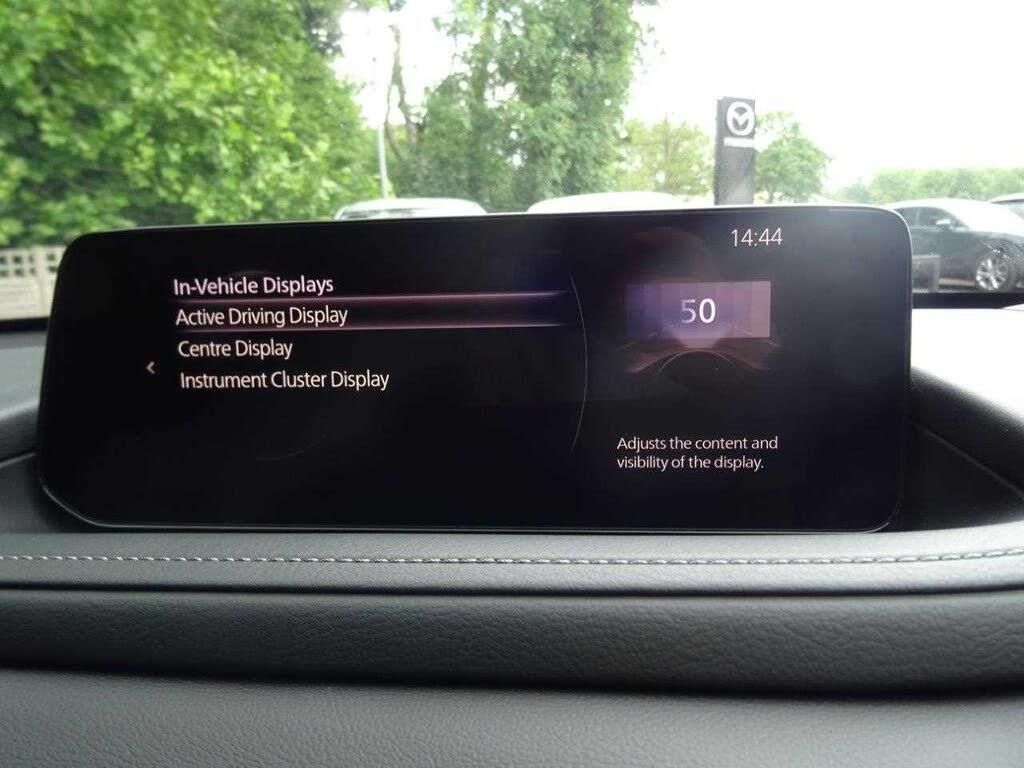 14:44
In-Vehicle Displays
Active Driving Display
Centre Display
Instrument Cluster Display
50
Adjusts the content and
visibility of the display.